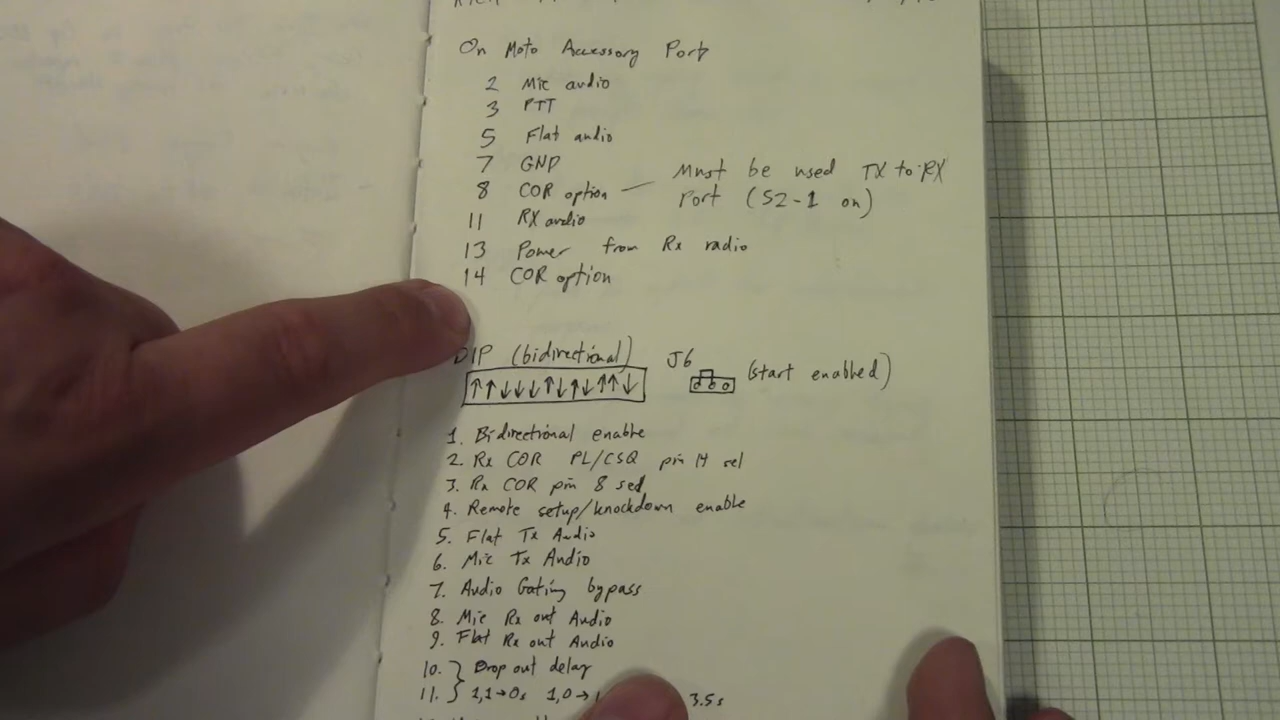 On Moto Accessory Port
2 Mic audio
3 PTT
5 Flat audio
7 GND
8 COR option — Must be used TX to RX
Port (S2-1 on)
11 RX audio
13 Power from Rx radio
14 COR option
DIP (bidirectional)
↑↑↓↓↓↑↓↑↓↑↑↓
J6
(start enabled)
1. Bidirectional enable
2. Rx COR PL/CSQ pin 14 sel
3. Rx COR pin 8 sel
4. Remote setup/knockdown enable
5. Flat Tx Audio
6. Mic Tx Audio
7. Audio Gating bypass
8. Mic Rx out Audio
9. Flat Rx out Audio
10. } Drop out delay
11. } 1,1→0s 1,0→ 3.5s